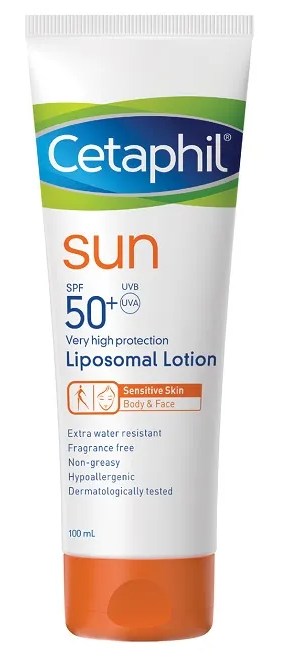 Cetaphil®
sun
SPF
50+
UVB
UVA
Very high protection
Liposomal Lotion
Sensitive Skin
Body & Face
Extra water resistant
Fragrance free
Non-greasy
Hypoallergenic
Dermatologically tested
100 mL